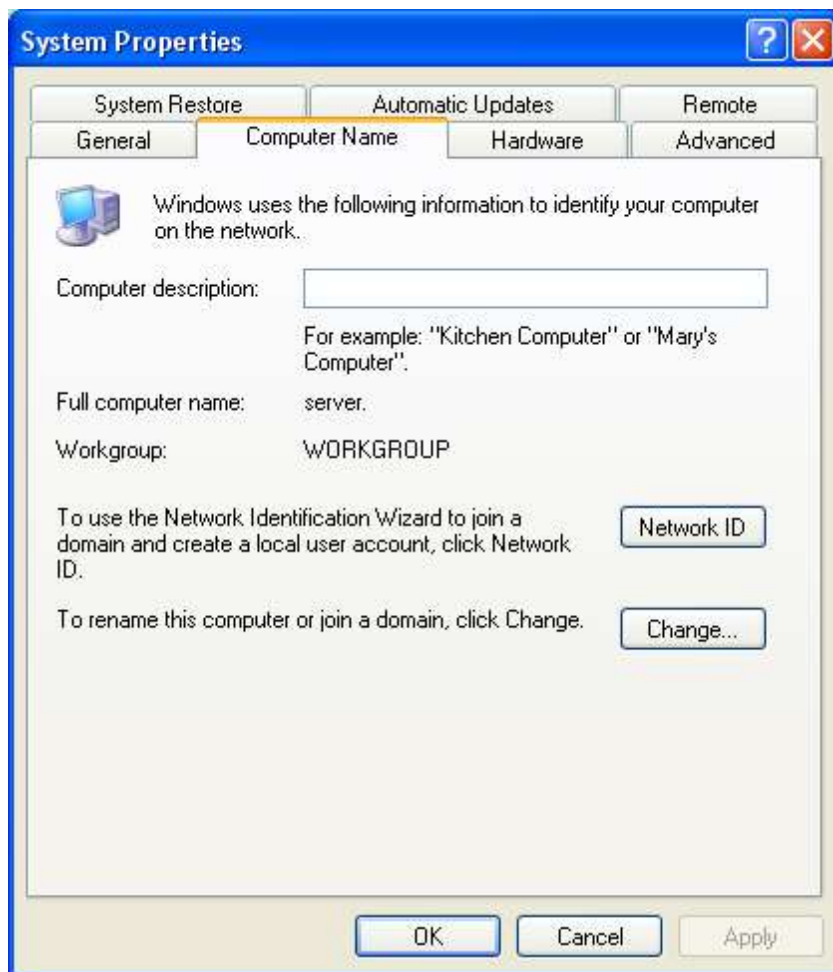 System Properties
?
System Restore
Automatic Updates
Remote
General
Computer Name
Hardware
Advanced
Windows uses the following information to identify your computer
on the network.
Computer description:
For example: "Kitchen Computer" or "Mary's
Computer".
Full computer name:
server.
Workgroup:
WORKGROUP
To use the Network Identification Wizard to join a
domain and create a local user account, click Network
ID.
Network ID
To rename this computer or join a domain, click Change.
Change...
OK
Cancel
Apply